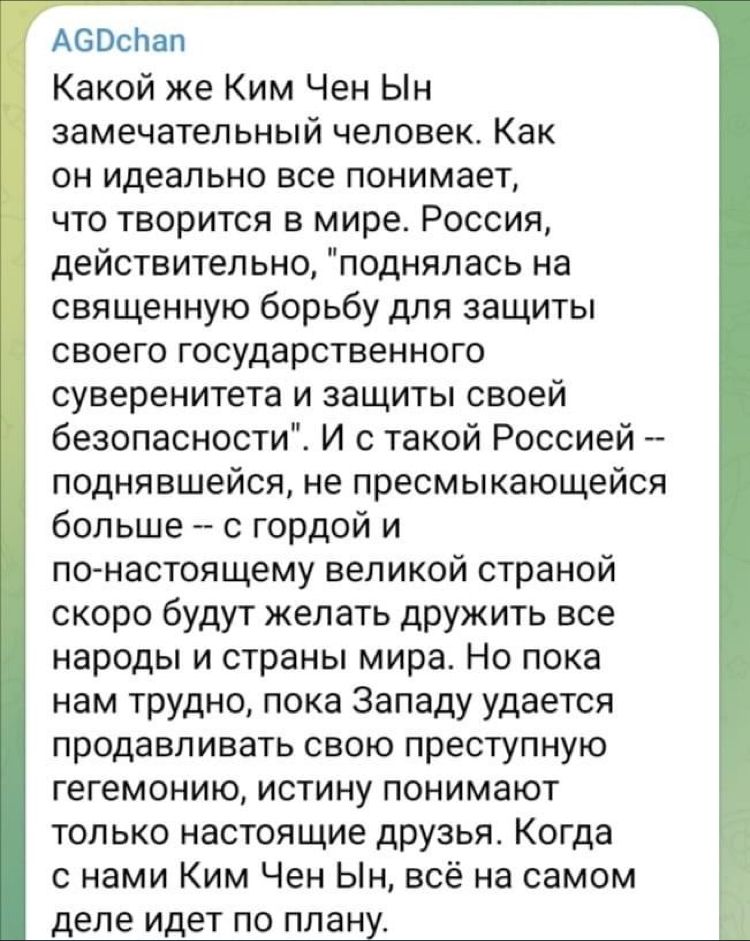 AGDchan
Какой же Ким Чен Ын
замечательный человек. Как
он идеально все понимает,
что творится в мире. Россия,
действительно, "поднялась на
священную борьбу для защиты
своего государственного
суверенитета и защиты своей
безопасности". И с такой Россией --
поднявшейся, не пресмыкающейся
больше -- с гордой и
по-настоящему великой страной
скоро будут желать дружить все
народы и страны мира. Но пока
нам трудно, пока Западу удается
продавливать свою преступную
гегемонию, истину понимают
только настоящие друзья. Когда
с нами Ким Чен Ын, всё на самом
деле идет по плану.